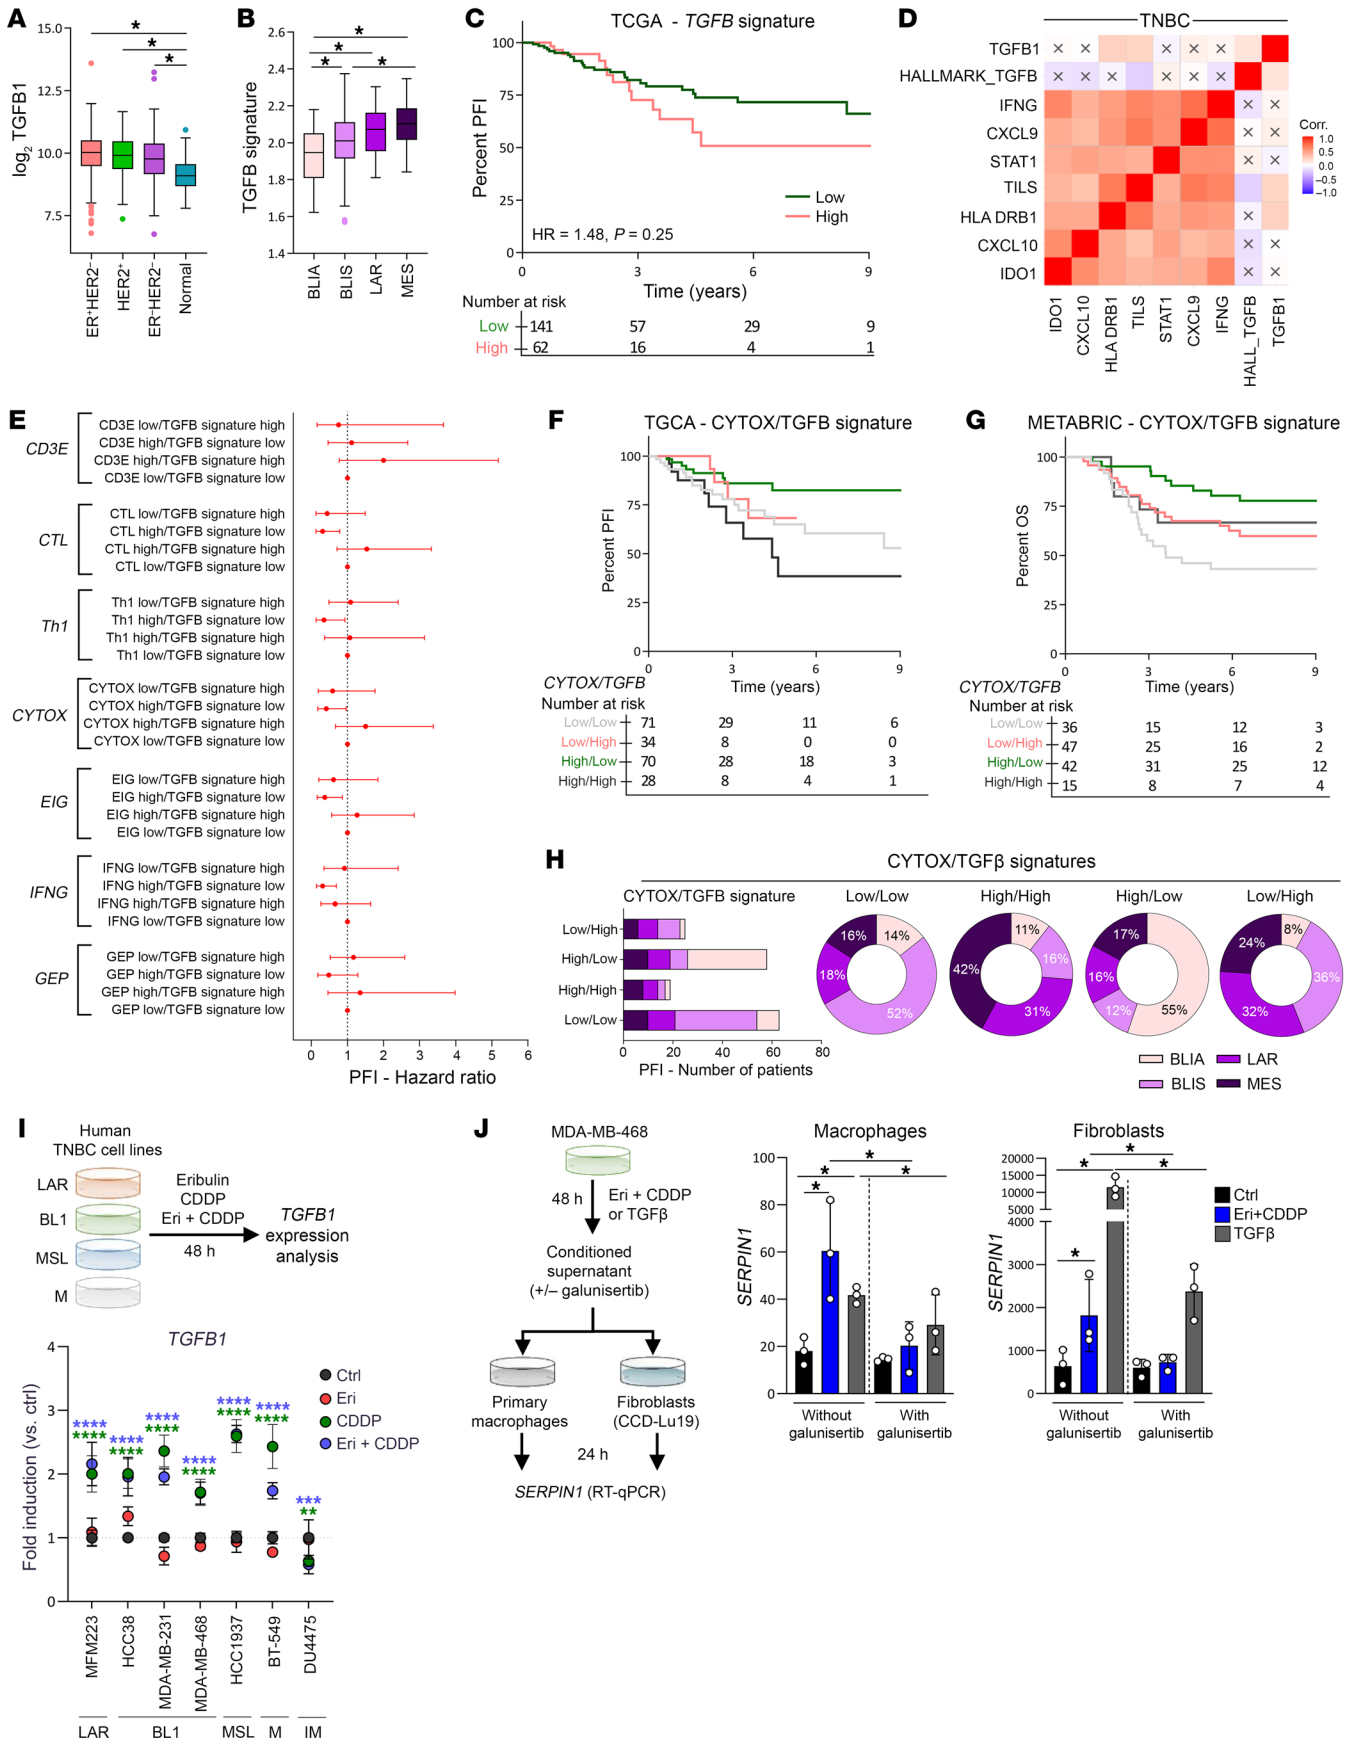 A
log2 TGFB1
15.0
12.5
10.0
7.5
*
*
*
ER+HER2–
HER2+
ER–HER2–
Normal
B
TGFB signature
2.6
2.4
2.2
2.0
1.8
1.6
1.4
*
*
*
*
BLIA
BLIS
LAR
MES
C
TCGA - TGFB signature
Percent PFI
100
75
50
25
0
Low
High
HR = 1.48, P = 0.25
0 3 6 9
Time (years)
Number at risk
Low 141 57 29 9
High 62 16 4 1
D
TNBC
TGFB1
HALLMARK_TGFB
IFNG
CXCL9
STAT1
TILS
HLA DRB1
CXCL10
IDO1
IDO1
CXCL10
HLA DRB1
TILS
STAT1
CXCL9
IFNG
HALL_TGFB
TGFB1
Corr.
1.0
0.5
0.0
–0.5
–1.0
E
CD3E
CD3E low/TGFB signature high
CD3E high/TGFB signature low
CD3E high/TGFB signature high
CD3E low/TGFB signature low
CTL
CTL low/TGFB signature high
CTL high/TGFB signature low
CTL high/TGFB signature high
CTL low/TGFB signature low
Th1
Th1 low/TGFB signature high
Th1 high/TGFB signature low
Th1 high/TGFB signature high
Th1 low/TGFB signature low
CYTOX
CYTOX low/TGFB signature high
CYTOX high/TGFB signature low
CYTOX high/TGFB signature high
CYTOX low/TGFB signature low
EIG
EIG low/TGFB signature high
EIG high/TGFB signature low
EIG high/TGFB signature high
EIG low/TGFB signature low
IFNG
IFNG low/TGFB signature high
IFNG high/TGFB signature low
IFNG high/TGFB signature high
IFNG low/TGFB signature low
GEP
GEP low/TGFB signature high
GEP high/TGFB signature low
GEP high/TGFB signature high
GEP low/TGFB signature low
0 1 2 3 4 5 6
PFI - Hazard ratio
F
TGCA - CYTOX/TGFB signature
Percent PFI
100
75
50
25
0
0 3 6 9
Time (years)
CYTOX/TGFB
Number at risk
Low/Low 71 29 11 6
Low/High 34 8 0 0
High/Low 70 28 18 3
High/High 28 8 4 1
G
METABRIC - CYTOX/TGFB signature
Percent OS
100
75
50
25
0
0 3 6 9
Time (years)
CYTOX/TGFB
Number at risk
Low/Low 36 15 12 3
Low/High 47 25 16 2
High/Low 42 31 25 12
High/High 15 8 7 4
H
CYTOX/TGFβ signatures
CYTOX/TGFB signature
Low/High
High/Low
High/High
Low/Low
0 20 40 60 80
PFI - Number of patients
Low/Low
16%
14%
18%
52%
High/High
11%
16%
42%
31%
High/Low
17%
16%
12%
55%
Low/High
8%
24%
36%
32%
BLIA
LAR
BLIS
MES
I
Human
TNBC cell lines
LAR
BL1
MSL
M
Eribulin
CDDP
Eri + CDDP
48 h
TGFB1
expression
analysis
TGFB1
Fold induction (vs. ctrl)
4
3
2
1
0
Ctrl
Eri
CDDP
Eri + CDDP
****
****
****
****
****
****
****
****
****
****
****
****
***
**
MFM223
HCC38
MDA-MB-231
MDA-MB-468
HCC1937
BT-549
DU4475
LAR
BL1
MSL
M
IM
J
MDA-MB-468
48 h
Eri + CDDP
or TGFβ
Conditioned
supernatant
(+/– galunisertib)
Primary
macrophages
Fibroblasts
(CCD-Lu19)
24 h
SERPIN1 (RT-qPCR)
Macrophages
SERPIN1
100
80
60
40
20
0
*
*
*
*
Without
galunisertib
With
galunisertib
Fibroblasts
SERPIN1
20000
15000
10000
5000
4000
3000
2000
1000
0
*
*
*
*
Without
galunisertib
With
galunisertib
Ctrl
Eri+CDDP
TGFβ